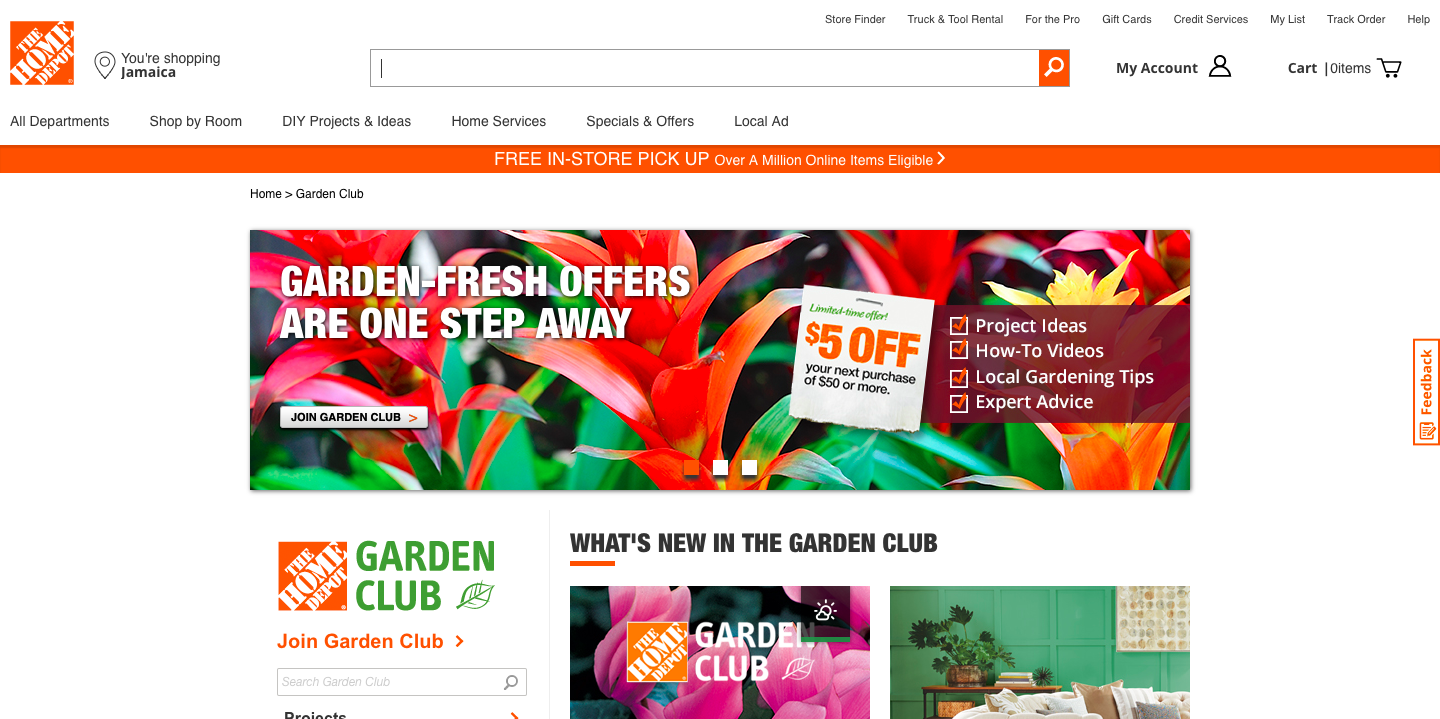 Store Finder Truck & Tool Rental For the Pro Gift Cards Credit Services My List Track Order Help
THE HOME DEPOT
You're shopping
Jamaica
My Account
Cart |0items
All Departments Shop by Room DIY Projects & Ideas Home Services Specials & Offers Local Ad
FREE IN-STORE PICK UP Over A Million Online Items Eligible
Home > Garden Club
GARDEN-FRESH OFFERS
ARE ONE STEP AWAY
JOIN GARDEN CLUB >
Limited-time offer!
$5 OFF
your next purchase
of $50 or more.
Project Ideas
How-To Videos
Local Gardening Tips
Expert Advice
Feedback
THE HOME DEPOT
GARDEN
CLUB
Join Garden Club
Search Garden Club
Projects
WHAT'S NEW IN THE GARDEN CLUB
THE HOME DEPOT
GARDEN
CLUB